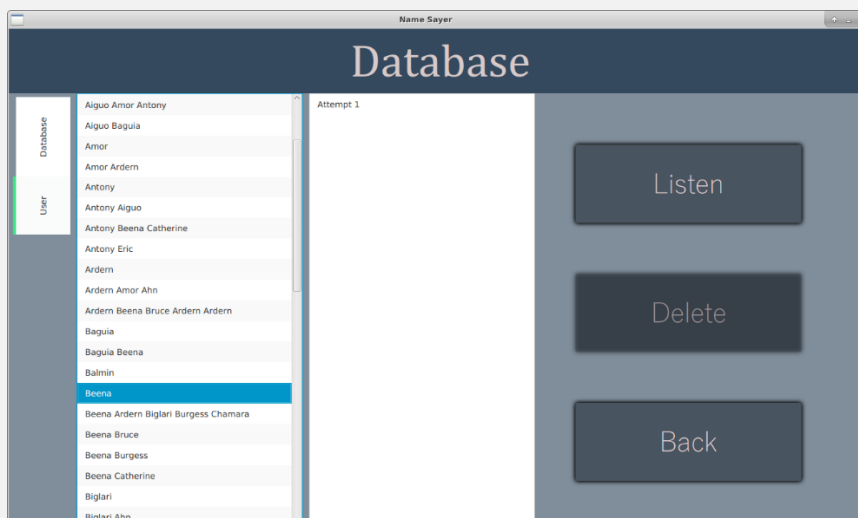 Name Sayer
Database
Database
User
Aiguo Amor Antony
Aiguo Baguia
Amor
Amor Ardern
Antony
Antony Aiguo
Antony Beena Catherine
Antony Eric
Ardern
Ardern Amor Ahn
Ardern Beena Bruce Ardern Ardern
Baguia
Baguia Beena
Balmin
Beena
Beena Ardern Biglari Burgess Chamara
Beena Bruce
Beena Burgess
Beena Catherine
Biglari
Biglari Ahn
Attempt 1
Listen
Delete
Back